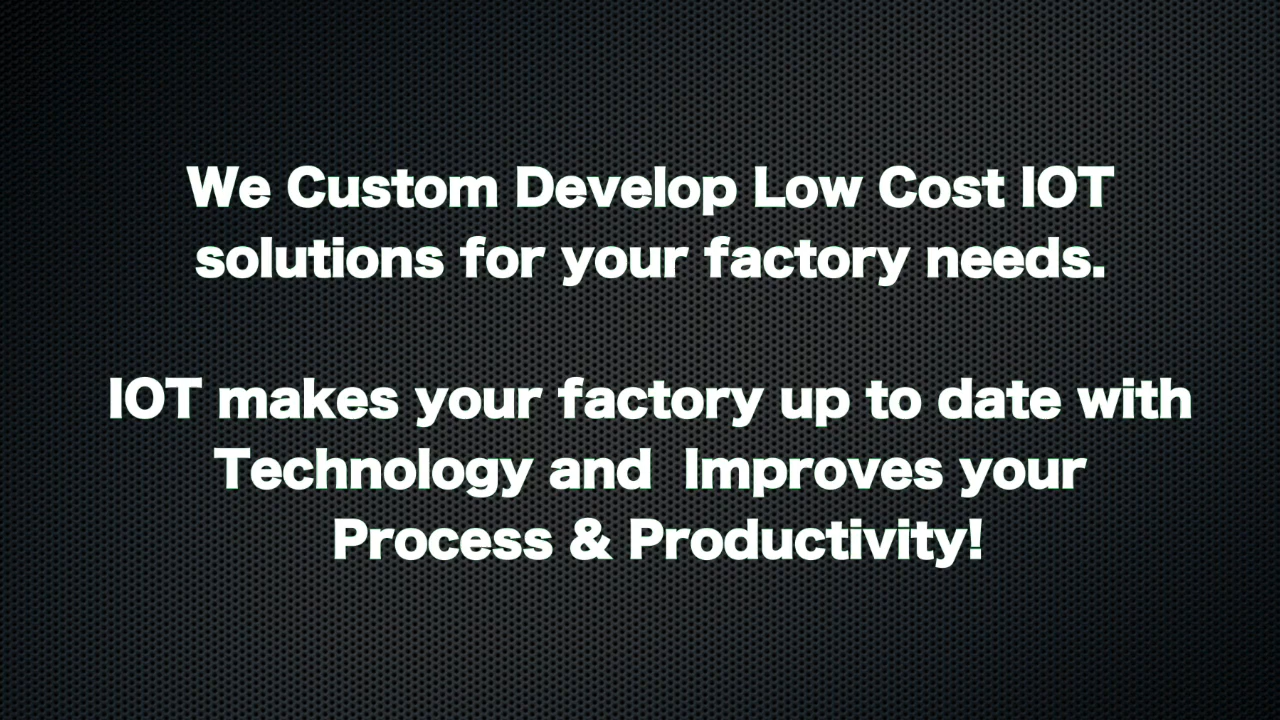 We Custom Develop Low Cost IOT
solutions for your factory needs.
IOT makes your factory up to date with
Technology and  Improves your
Process & Productivity!